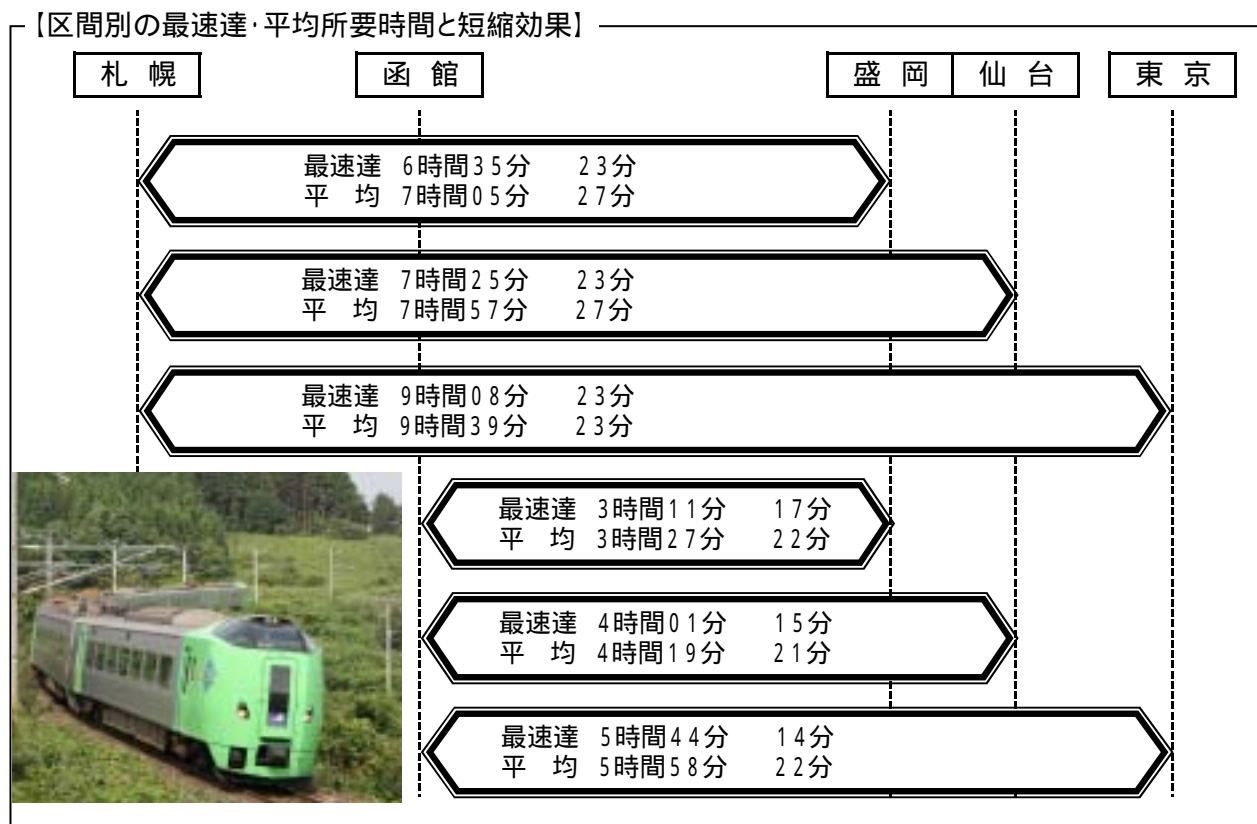 【区間別の最速達・平均所要時間と短縮効果】
札幌 函館 盛岡 仙台 東京
最速達 6時間35分 23分
平均 7時間05分 27分
最速達 7時間25分 23分
平均 7時間57分 27分
最速達 9時間08分 23分
平均 9時間39分 23分
最速達 3時間11分 17分
平均 3時間27分 22分
最速達 4時間01分 15分
平均 4時間19分 21分
最速達 5時間44分 14分
平均 5時間58分 22分